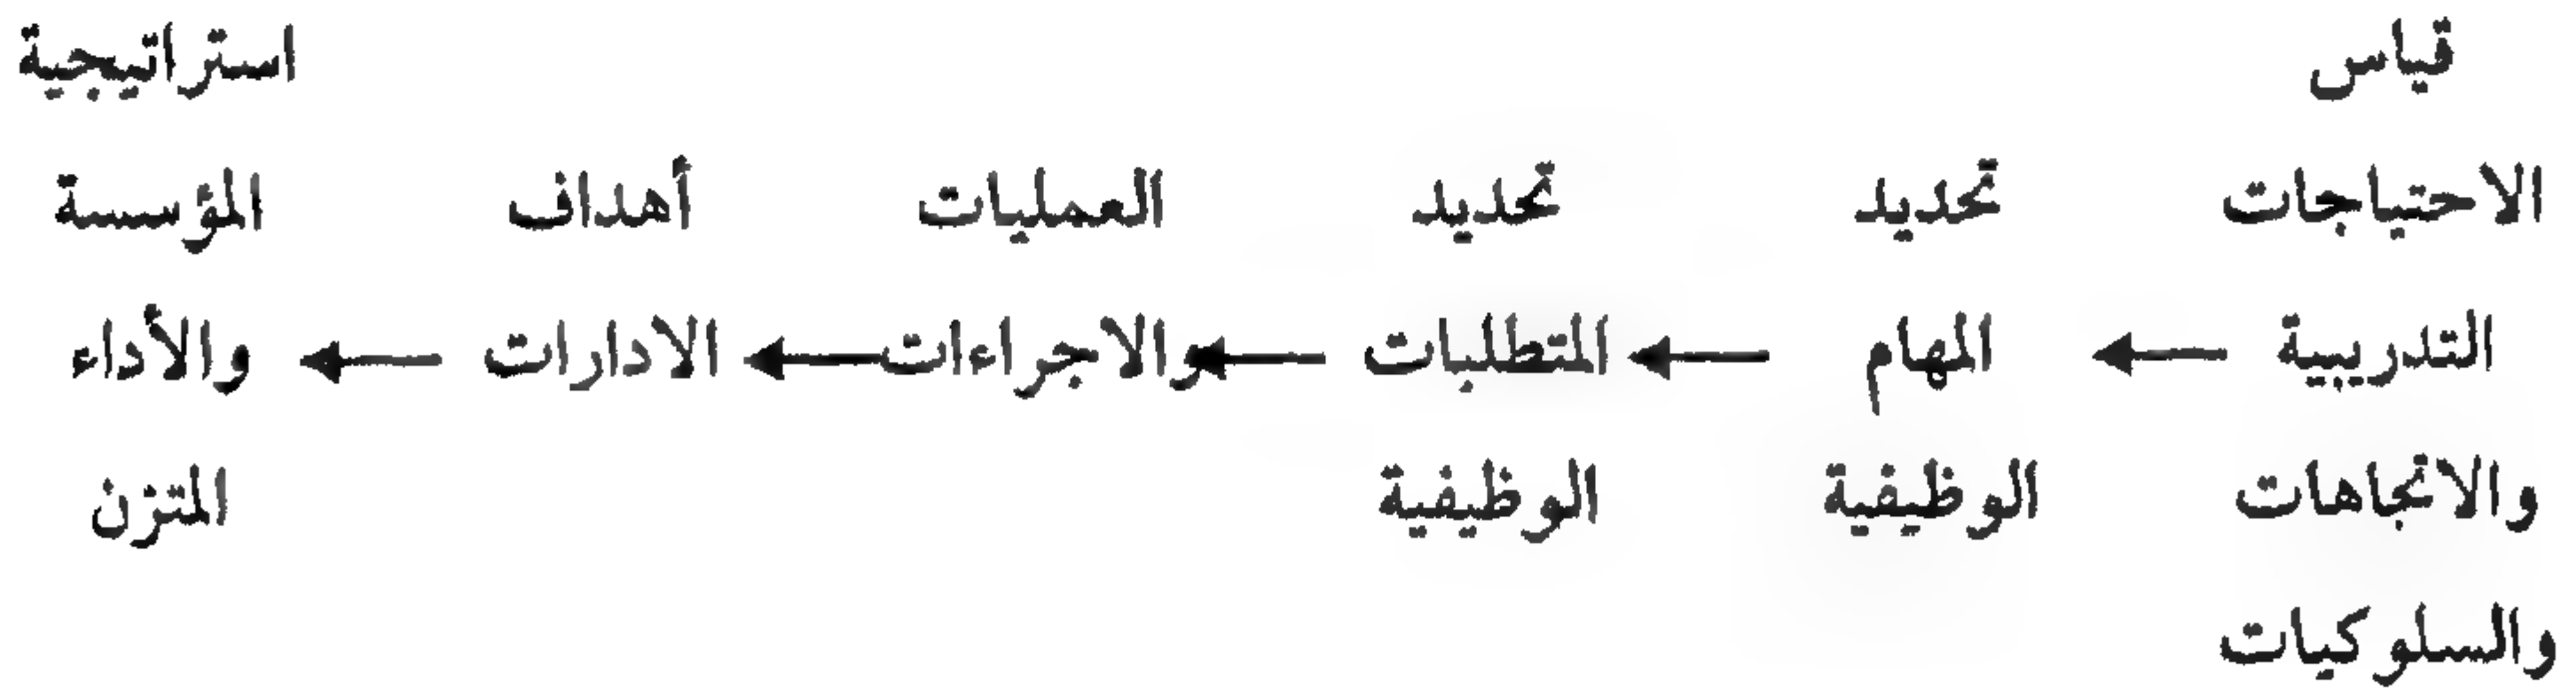 قياس
الاحتياجات
التدريبية
والاتجاهات
والسلوكيات
تحديد
المهام
الوظيفية
تحديد
المتطلبات
الوظيفية
العمليات
والاجراءات
أهداف
الادارات
استراتيجية
المؤسسة
والأداء
المتزن